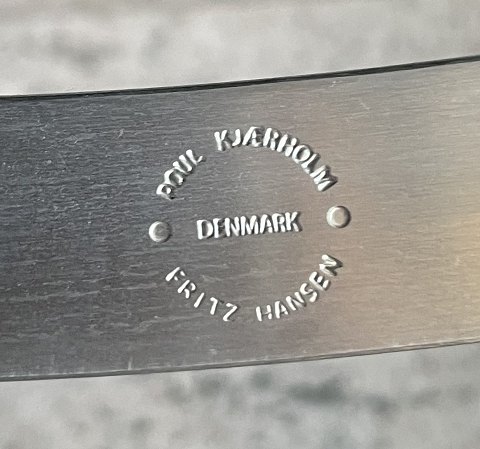 POUL KJÆRHOLM
DENMARK
FRITZ HANSEN